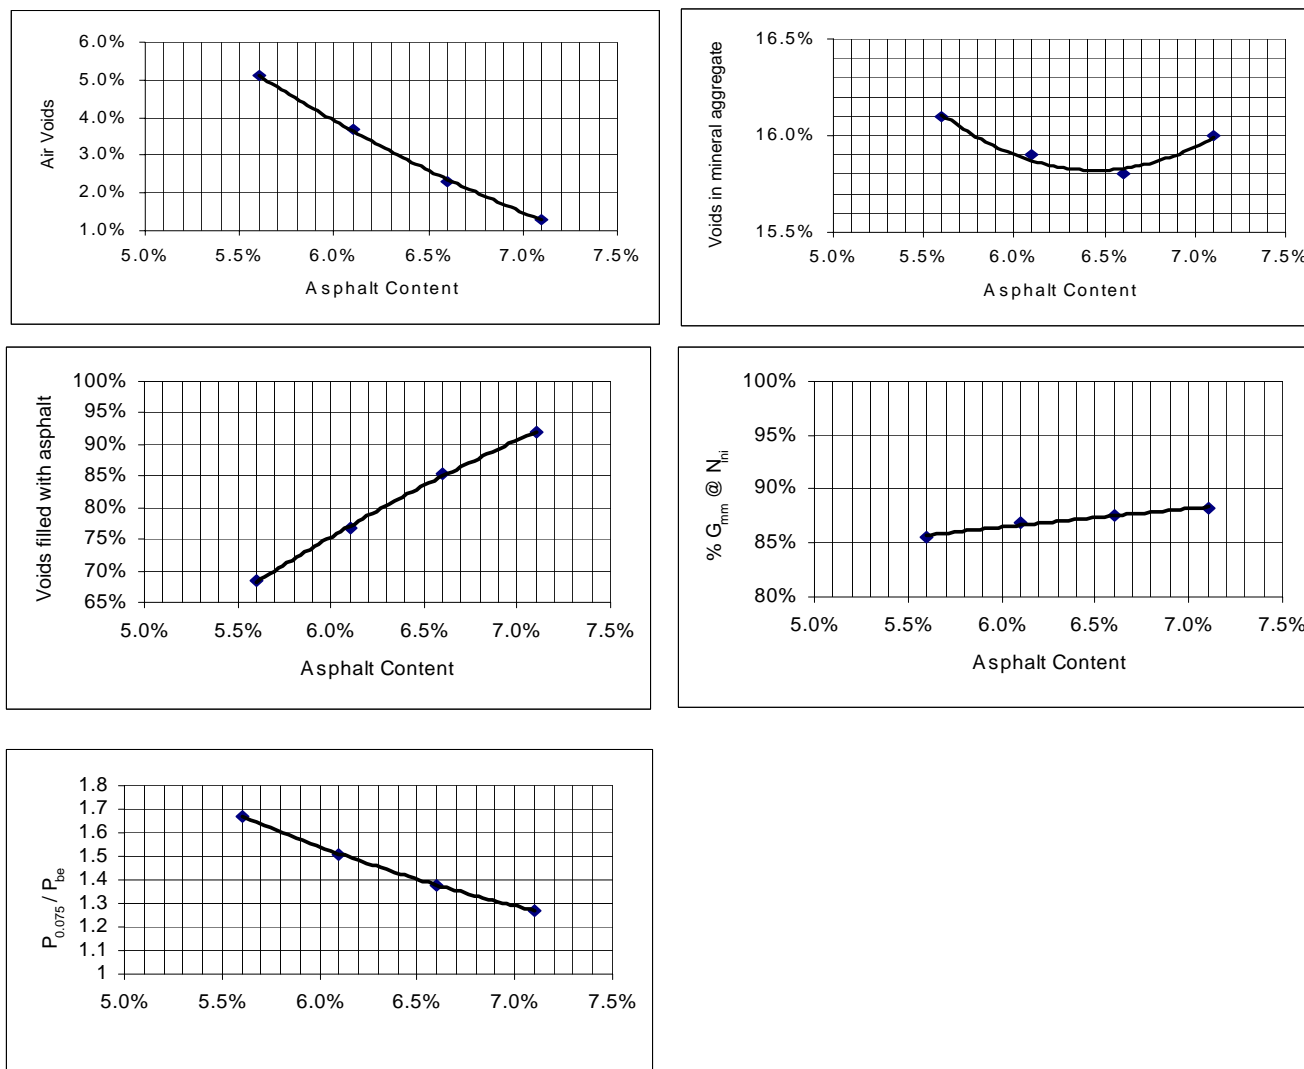 Air Voids
6.0%
5.0%
4.0%
3.0%
2.0%
1.0%
5.0% 5.5% 6.0% 6.5% 7.0% 7.5%
Asphalt Content
Voids in mineral aggregate
16.5%
16.0%
15.5%
5.0% 5.5% 6.0% 6.5% 7.0% 7.5%
Asphalt Content
Voids filled with asphalt
100%
95%
90%
85%
80%
75%
70%
65%
5.0% 5.5% 6.0% 6.5% 7.0% 7.5%
Asphalt Content
% Gmm @ Nini
100%
95%
90%
85%
80%
5.0% 5.5% 6.0% 6.5% 7.0% 7.5%
Asphalt Content
P0.075 / Pbe
1.8
1.7
1.6
1.5
1.4
1.3
1.2
1.1
1
5.0% 5.5% 6.0% 6.5% 7.0% 7.5%